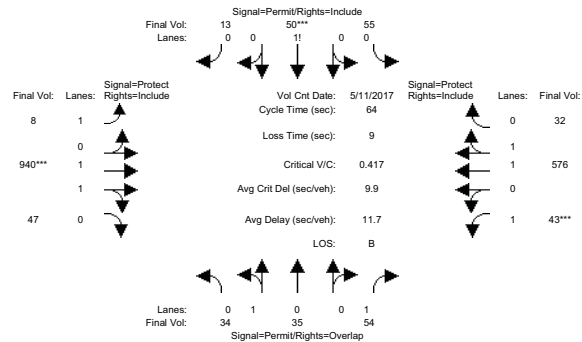 Signal=Permit/Rights=Include
Final Vol: 13 50*** 55
Lanes: 0 0 1! 0 0
Signal=Protect
Final Vol: Lanes: Rights=Include
Vol Cnt Date: 5/11/2017
Signal=Protect
Rights=Include Lanes: Final Vol:
Cycle Time (sec): 64
8 1
0 32
Loss Time (sec): 9
0
1
940*** 1
Critical V/C: 0.417
1 576
1
Avg Crit Del (sec/veh): 9.9
0
47 0
Avg Delay (sec/veh): 11.7
1 43***
LOS: B
Lanes: 0 1 0 0 1
Final Vol: 34 35 54
Signal=Permit/Rights=Overlap